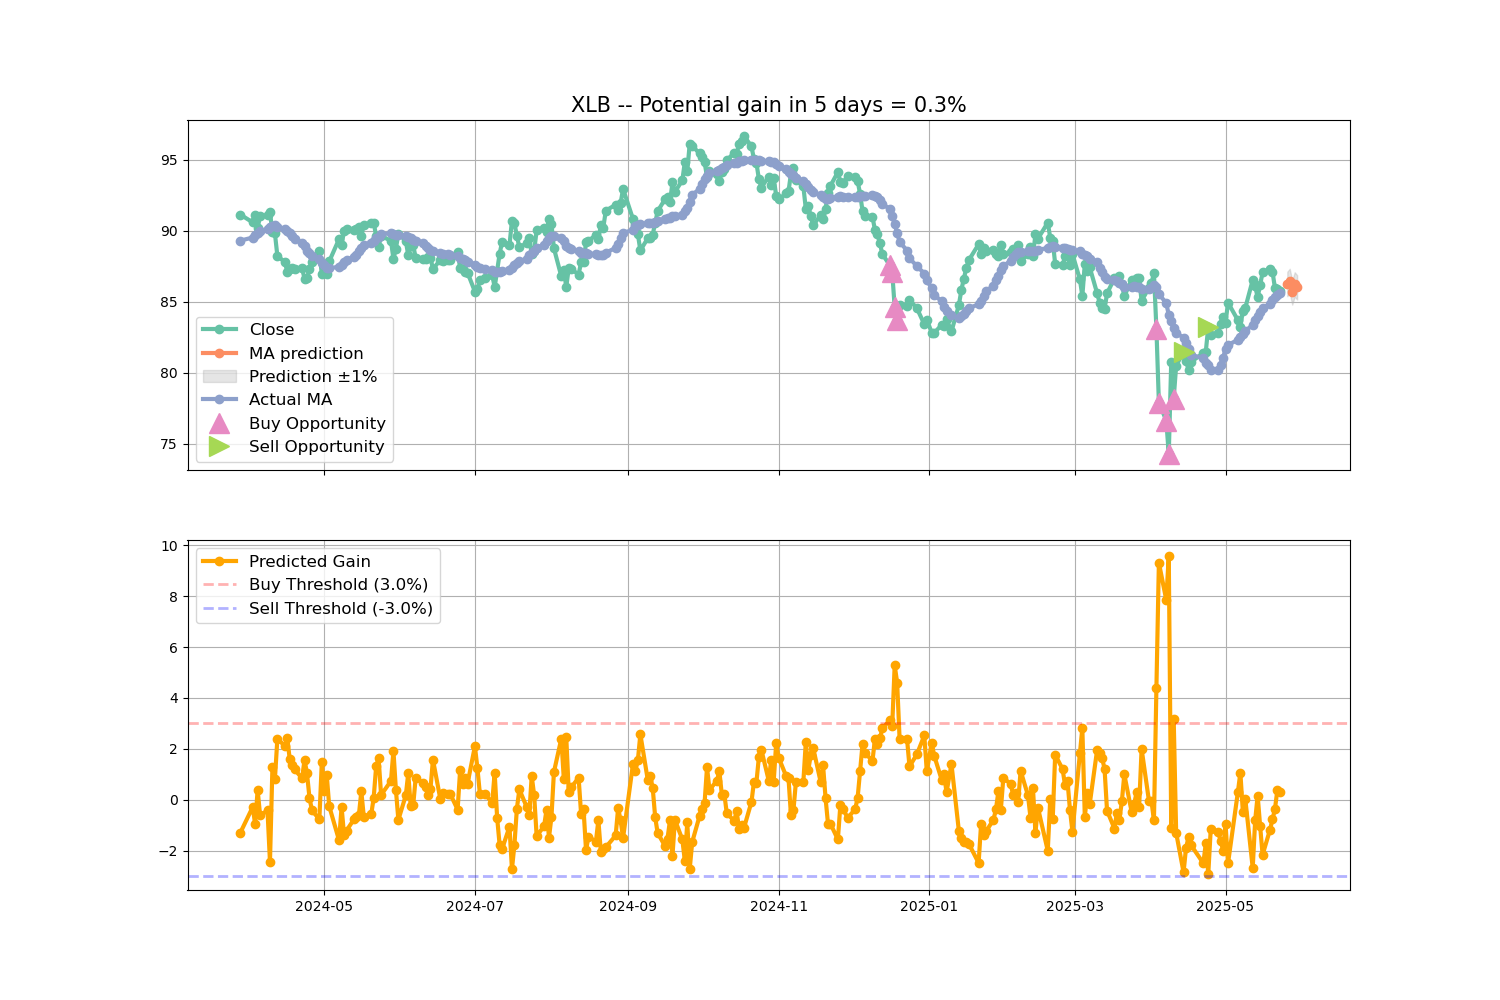 XLB -- Potential gain in 5 days = 0.3%
95
90
85
80
75
Close
MA prediction
Prediction ±1%
Actual MA
Buy Opportunity
Sell Opportunity
10
8
6
4
2
0
−2
Predicted Gain
Buy Threshold (3.0%)
Sell Threshold (-3.0%)
2024-05
2024-07
2024-09
2024-11
2025-01
2025-03
2025-05